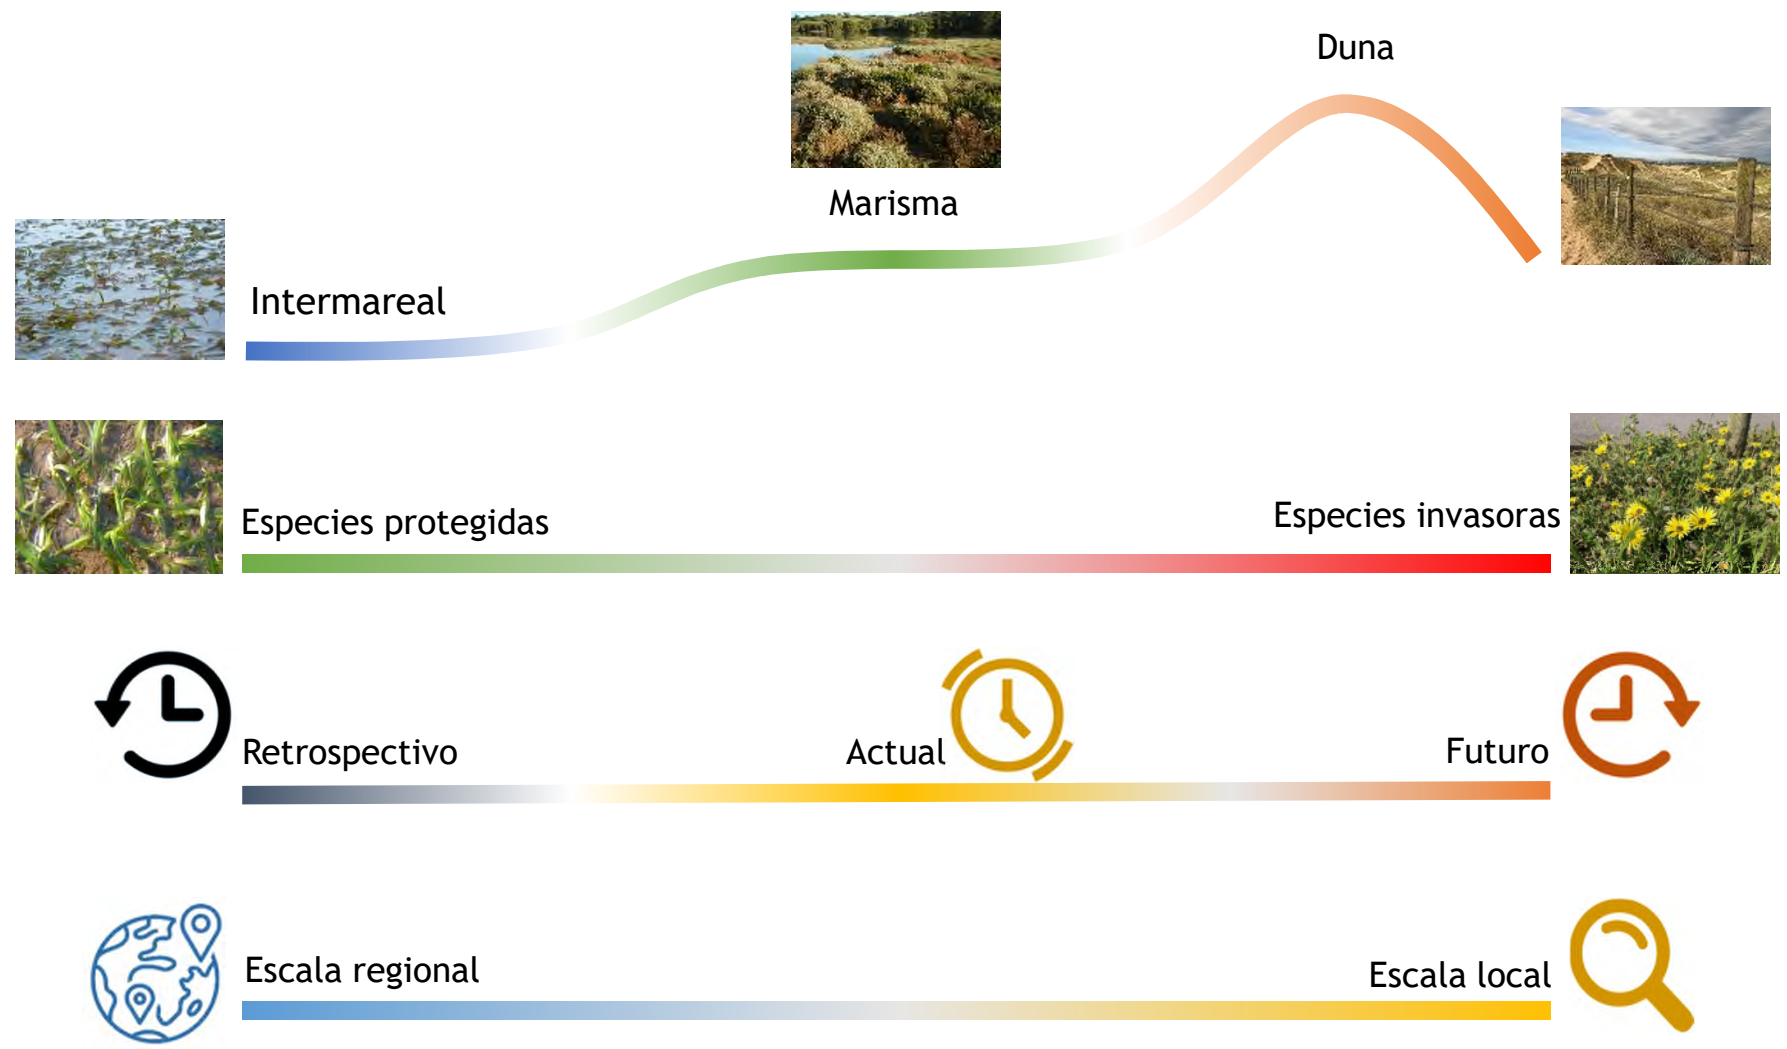 Duna
Marisma
Intermareal
Especies protegidas
Especies invasoras
Retrospectivo
Actual
Futuro
Escala regional
Escala local